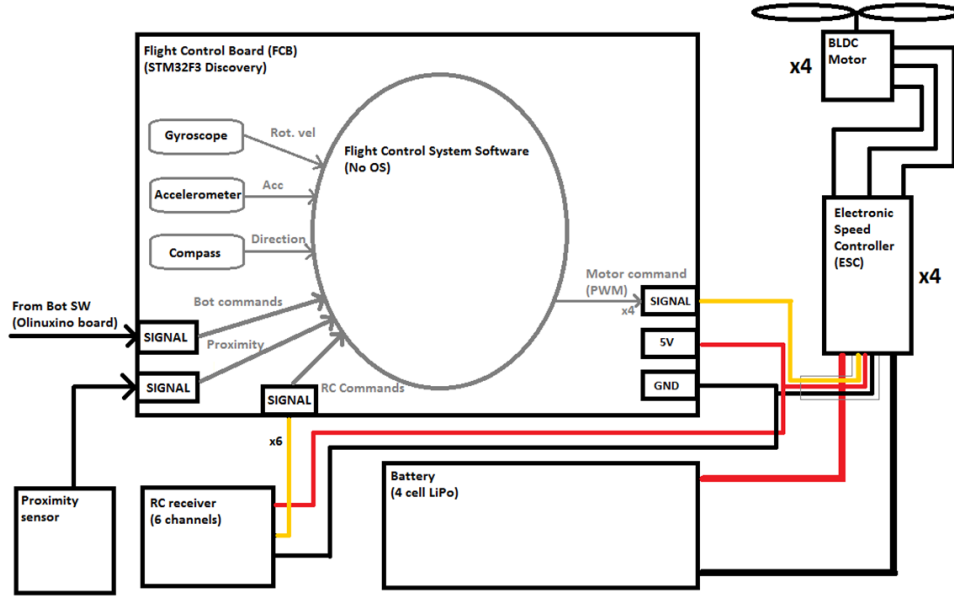 Flight Control Board (FCB)
(STM32F3 Discovery)
BLDC
Motor
x4
Gyroscope
Rot. vel
Flight Control System Software
(No OS)
Accelerometer
Acc
Compass
Direction
Electronic
Speed
Controller
(ESC)
x4
Motor command
(PWM)
x4
SIGNAL
From Bot SW
(Olinuxino board)
Bot commands
SIGNAL
Proximity
5V
SIGNAL
RC Commands
GND
SIGNAL
x6
Battery
(4 cell LiPo)
Proximity
sensor
RC receiver
(6 channels)